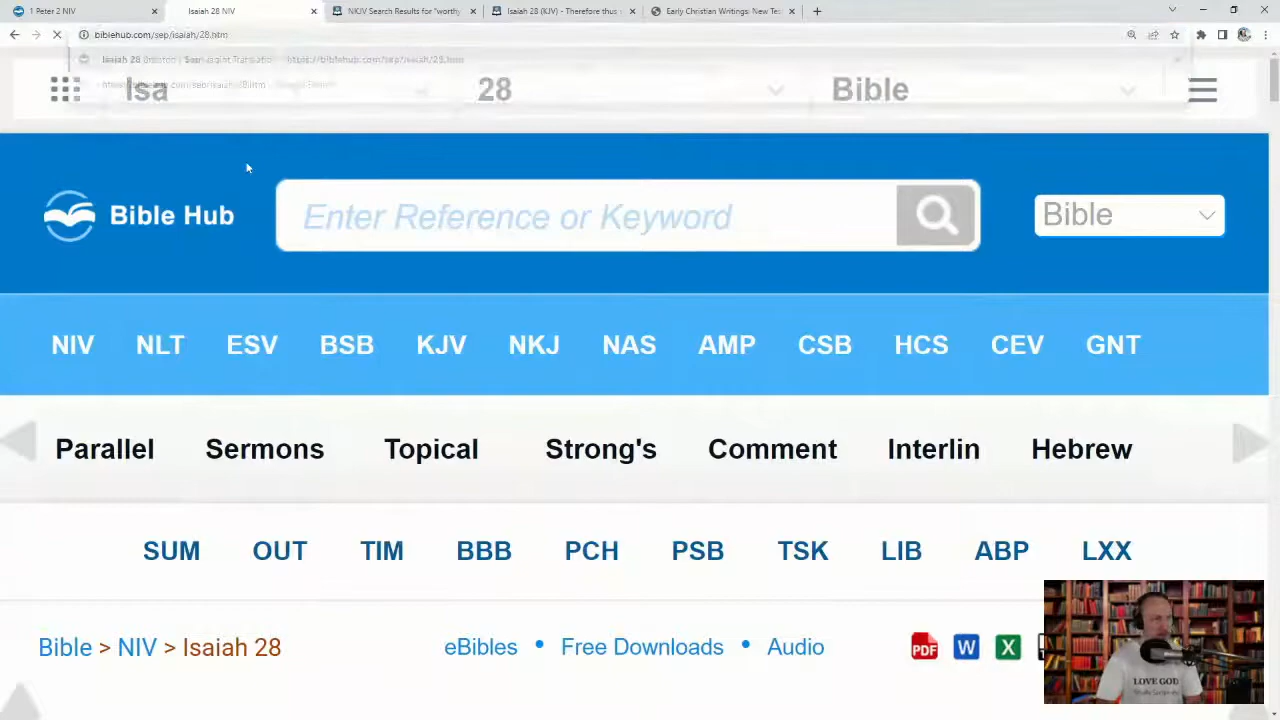 1 Peter 2 NIV
Isaiah 28 NIV
NKJV Search Results for "worthy
Isaiah 28 (KJV) - Therefore thus
Early Christian Writings: New Tes
biblehub.com/sep/isaiah/28.htm
Isa
28
Bible
Bible Hub
Enter Reference or Keyword
Bible
NIV NLT ESV BSB KJV NKJ NAS AMP CSB HCS CEV GNT
Parallel Sermons Topical Strong's Comment Interlin Hebrew
SUM OUT TIM BBB PCH PSB TSK LIB ABP LXX
Bible > NIV > Isaiah 28
eBibles • Free Downloads • Audio
PDF W X
LOVE GOD